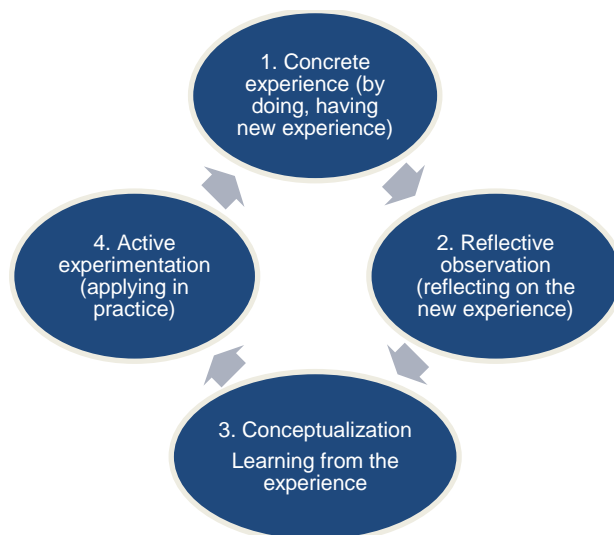 1. Concrete
experience (by
doing, having
new experience)
2. Reflective
observation
(reflecting on the
new experience)
3. Conceptualization
Learning from the
experience
4. Active
experimentation
(applying in
practice)